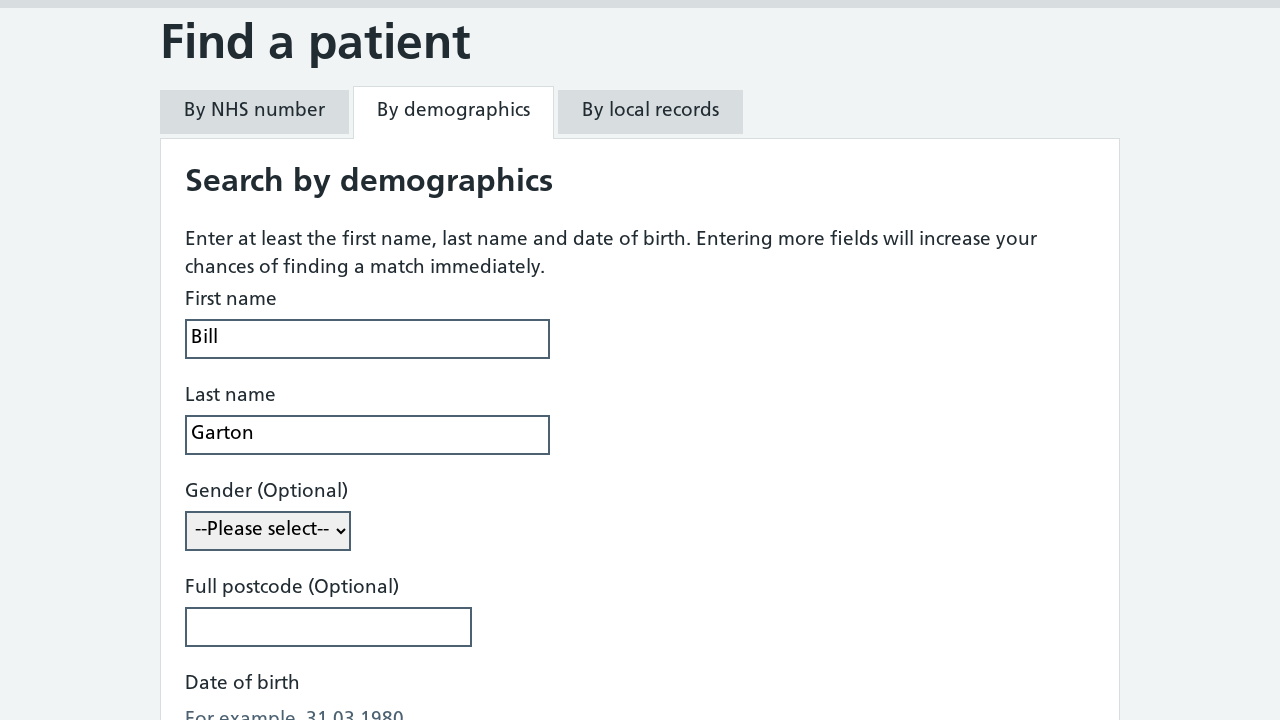 Find a patient
By NHS number
By demographics
By local records
Search by demographics
Enter at least the first name, last name and date of birth. Entering more fields will increase your
chances of finding a match immediately.
First name
Bill
Last name
Garton
Gender (Optional)
--Please select--
Full postcode (Optional)
Date of birth
For example, 31 03 1980